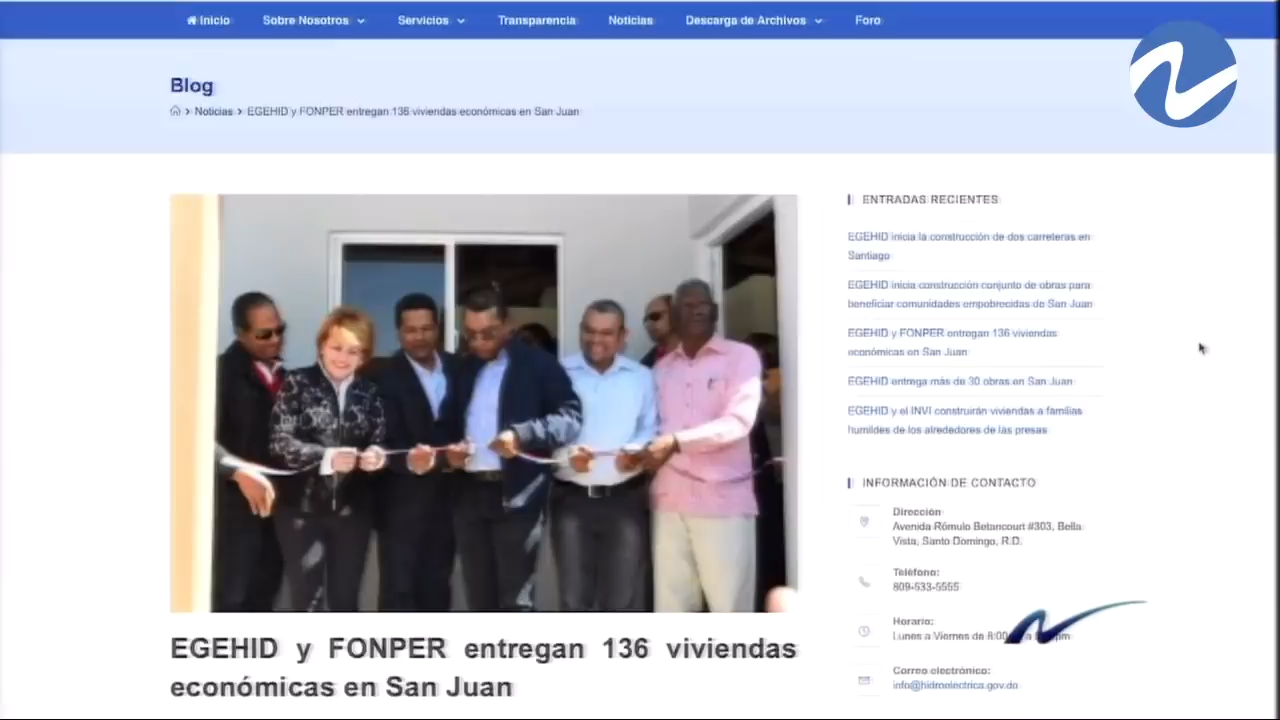 Inicio Sobre Nosotros Servicios Transparencia Noticias Descarga de Archivos Foro
Blog
Noticias > EGEHID y FONPER entregan 136 viviendas económicas en San Juan
ENTRADAS RECIENTES
EGEHID inicia la construcción de dos carreteras en
Santiago
EGEHID inicia construcción conjunto de obras para
beneficiar comunidades empobrecidas de San Juan
EGEHID y FONPER entregan 136 viviendas
económicas en San Juan
EGEHID entrega más de 30 obras en San Juan
EGEHID y el INVI construirán viviendas a familias
humildes de los alrededores de las presas
INFORMACIÓN DE CONTACTO
Dirección
Avenida Rómulo Betancourt #303, Bella
Vista, Santo Domingo, R.D.
Teléfono:
809-533-5555
Horario:
Lunes a Viernes de 8:00
Correo electrónico:
info@hidroelectrica.gov.do
EGEHID y FONPER entregan 136 viviendas
económicas en San Juan